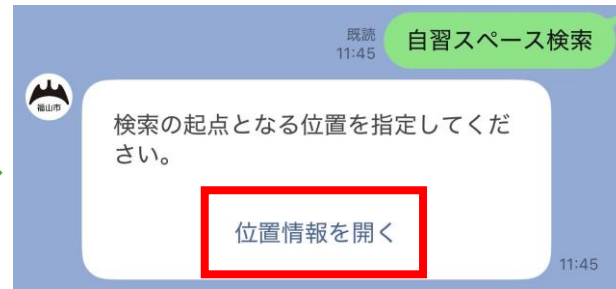 既読
11:45
自習スペース検索
福山市
検索の起点となる位置を指定してくだ
さい。
位置情報を開く
11:45